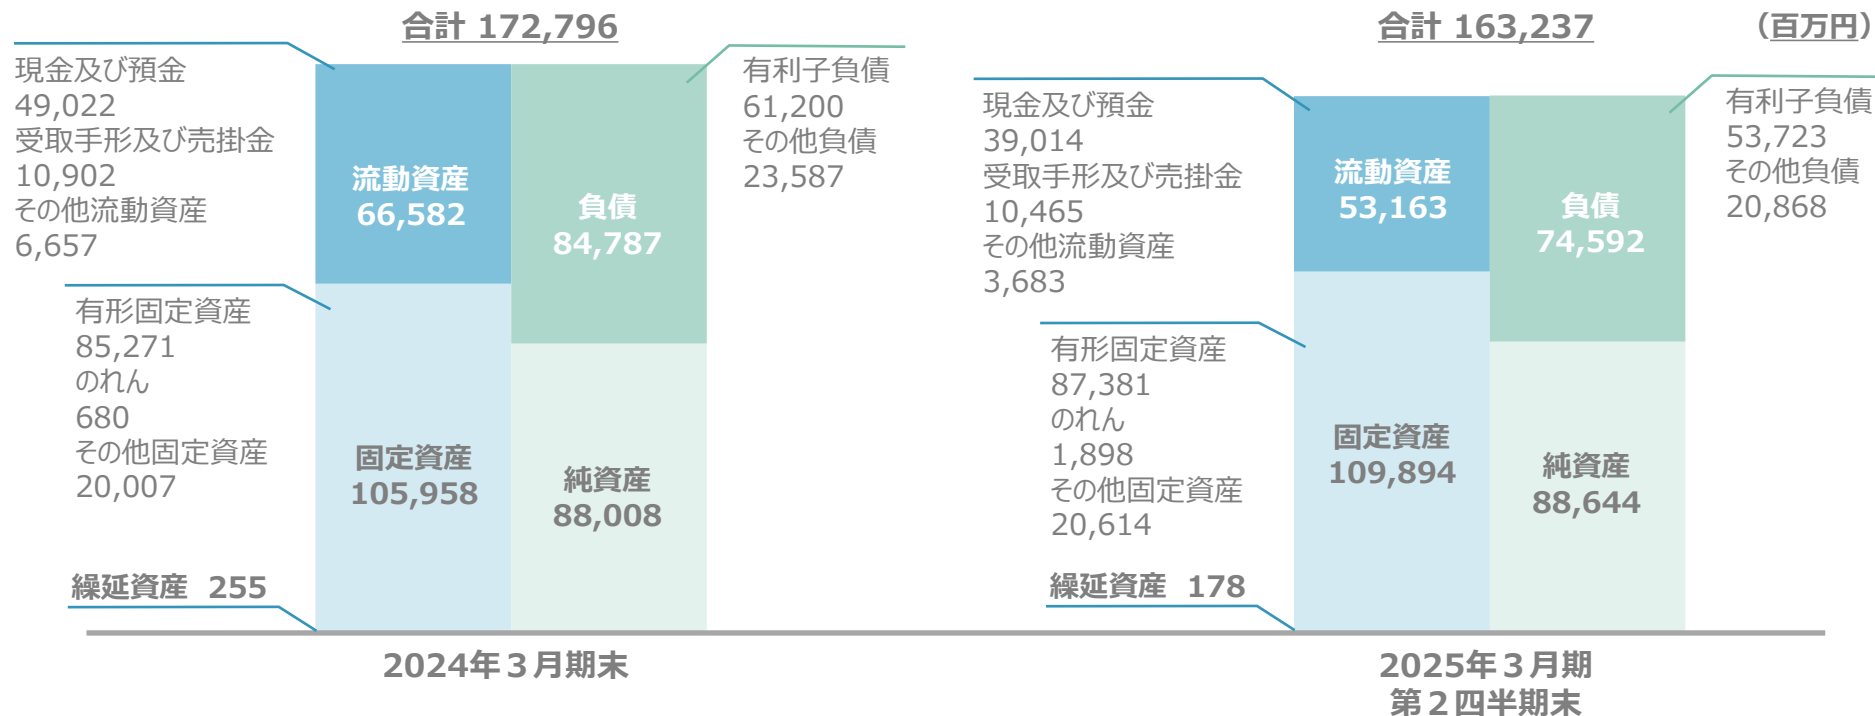 合計 172,796
現金及び預金
49,022
受取手形及び売掛金
10,902
その他流動資産
6,657
有形固定資産
85,271
のれん
680
その他固定資産
20,007
繰延資産 255
流動資産
66,582
固定資産
105,958
負債
84,787
純資産
88,008
有利子負債
61,200
その他負債
23,587
2024年３月期末
合計 163,237
（百万円）
現金及び預金
39,014
受取手形及び売掛金
10,465
その他流動資産
3,683
有形固定資産
87,381
のれん
1,898
その他固定資産
20,614
繰延資産 178
流動資産
53,163
固定資産
109,894
負債
74,592
純資産
88,644
有利子負債
53,723
その他負債
20,868
2025年３月期
第２四半期末